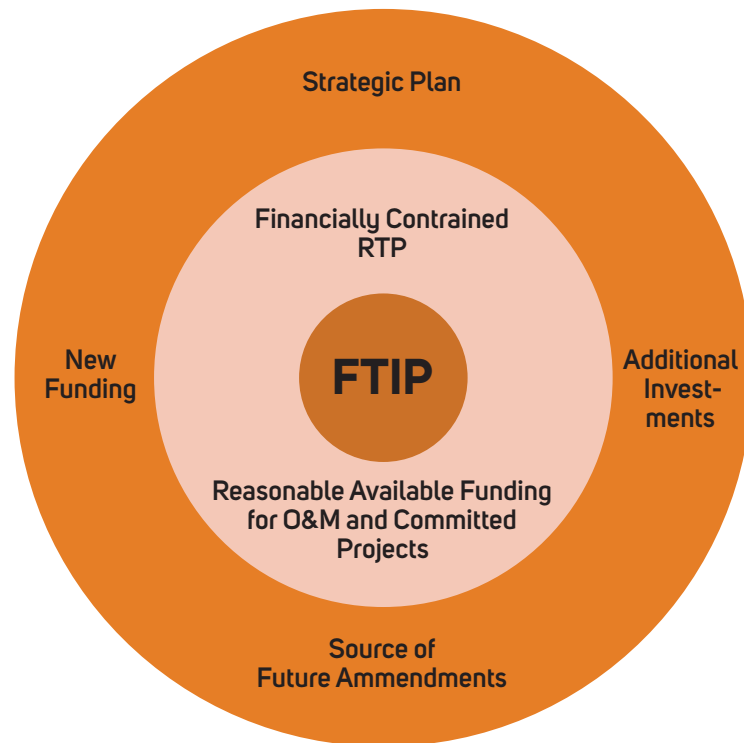 Strategic Plan
Financially Contrained
RTP
New
Funding
FTIP
Additional
Invest-
ments
Reasonable Available Funding
for O&M and Committed
Projects
Source of
Future Ammendments